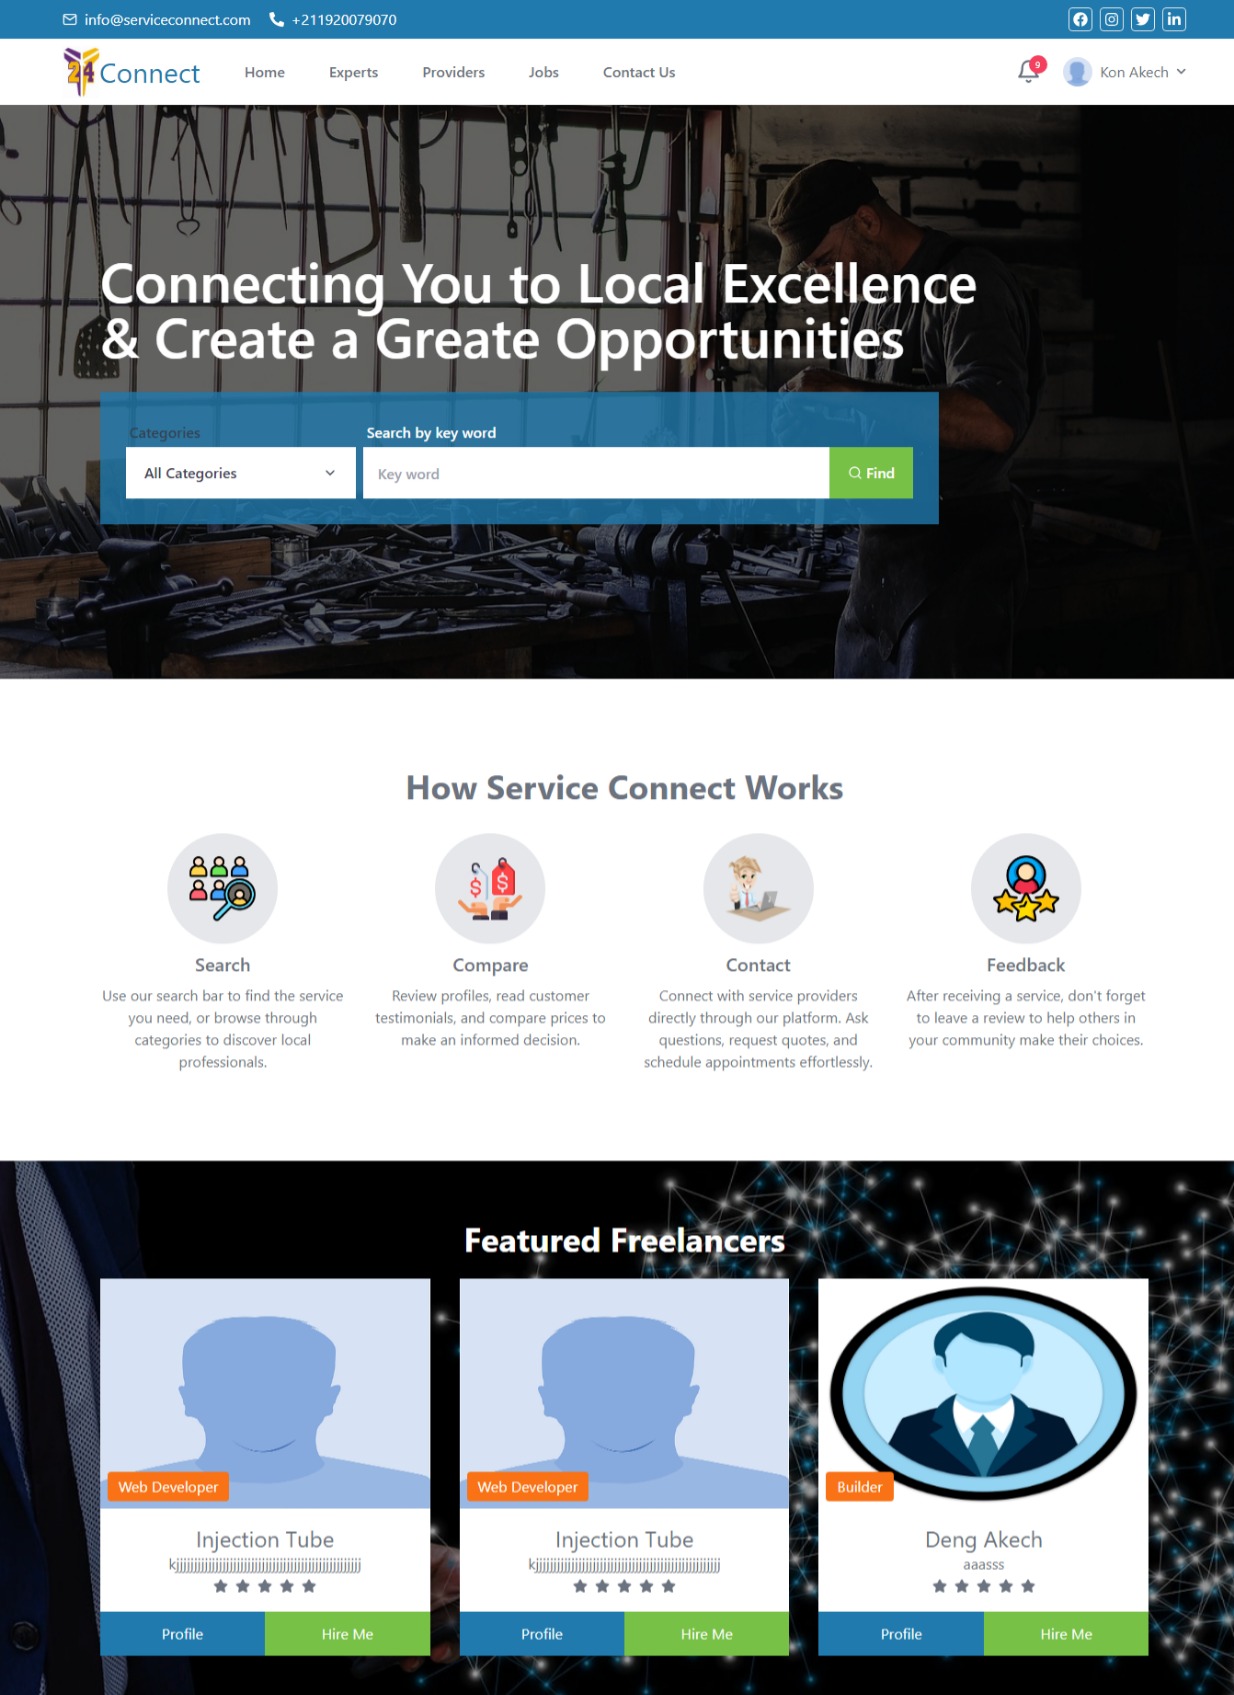 info@serviceconnect.com +211920079070
24 Connect Home Experts Providers Jobs Contact Us 9 Kon Akech
Connecting You to Local Excellence
& Create a Greate Opportunities
Categories Search by key word
All Categories Key word Find
How Service Connect Works
Search Compare Contact Feedback
Use our search bar to find the service
you need, or browse through
categories to discover local
professionals.
Review profiles, read customer
testimonials, and compare prices to
make an informed decision.
Connect with service providers
directly through our platform. Ask
questions, request quotes, and
schedule appointments effortlessly.
After receiving a service, don't forget
to leave a review to help others in
your community make their choices.
Featured Freelancers
Web Developer Web Developer Builder
Injection Tube Injection Tube Deng Akech
aaasss
Profile Hire Me Profile Hire Me Profile Hire Me